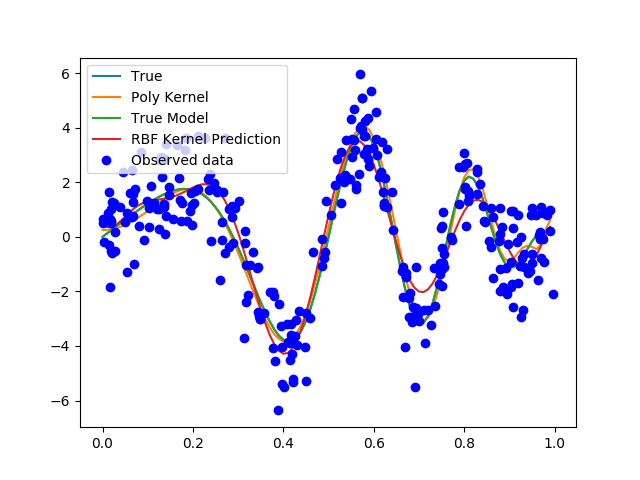 True
Poly Kernel
True Model
RBF Kernel Prediction
Observed data
6
4
2
0
−2
−4
−6
0.0 0.2 0.4 0.6 0.8 1.0